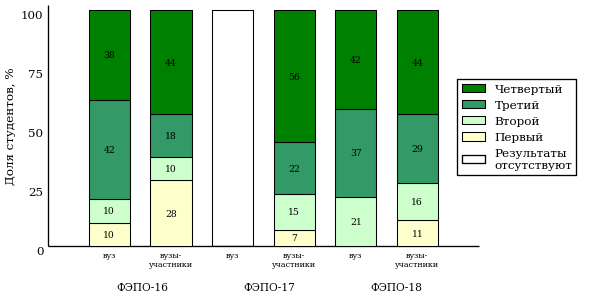 Доля студентов, %
100
75
50
25
0
38
42
10
10
44
18
10
28
56
22
15
7
42
37
21
44
29
16
11
вуз
вузы-
участники
вуз
вузы-
участники
вуз
вузы-
участники
ФЭПО-16
ФЭПО-17
ФЭПО-18
Четвертый
Третий
Второй
Первый
Результаты
отсутствуют